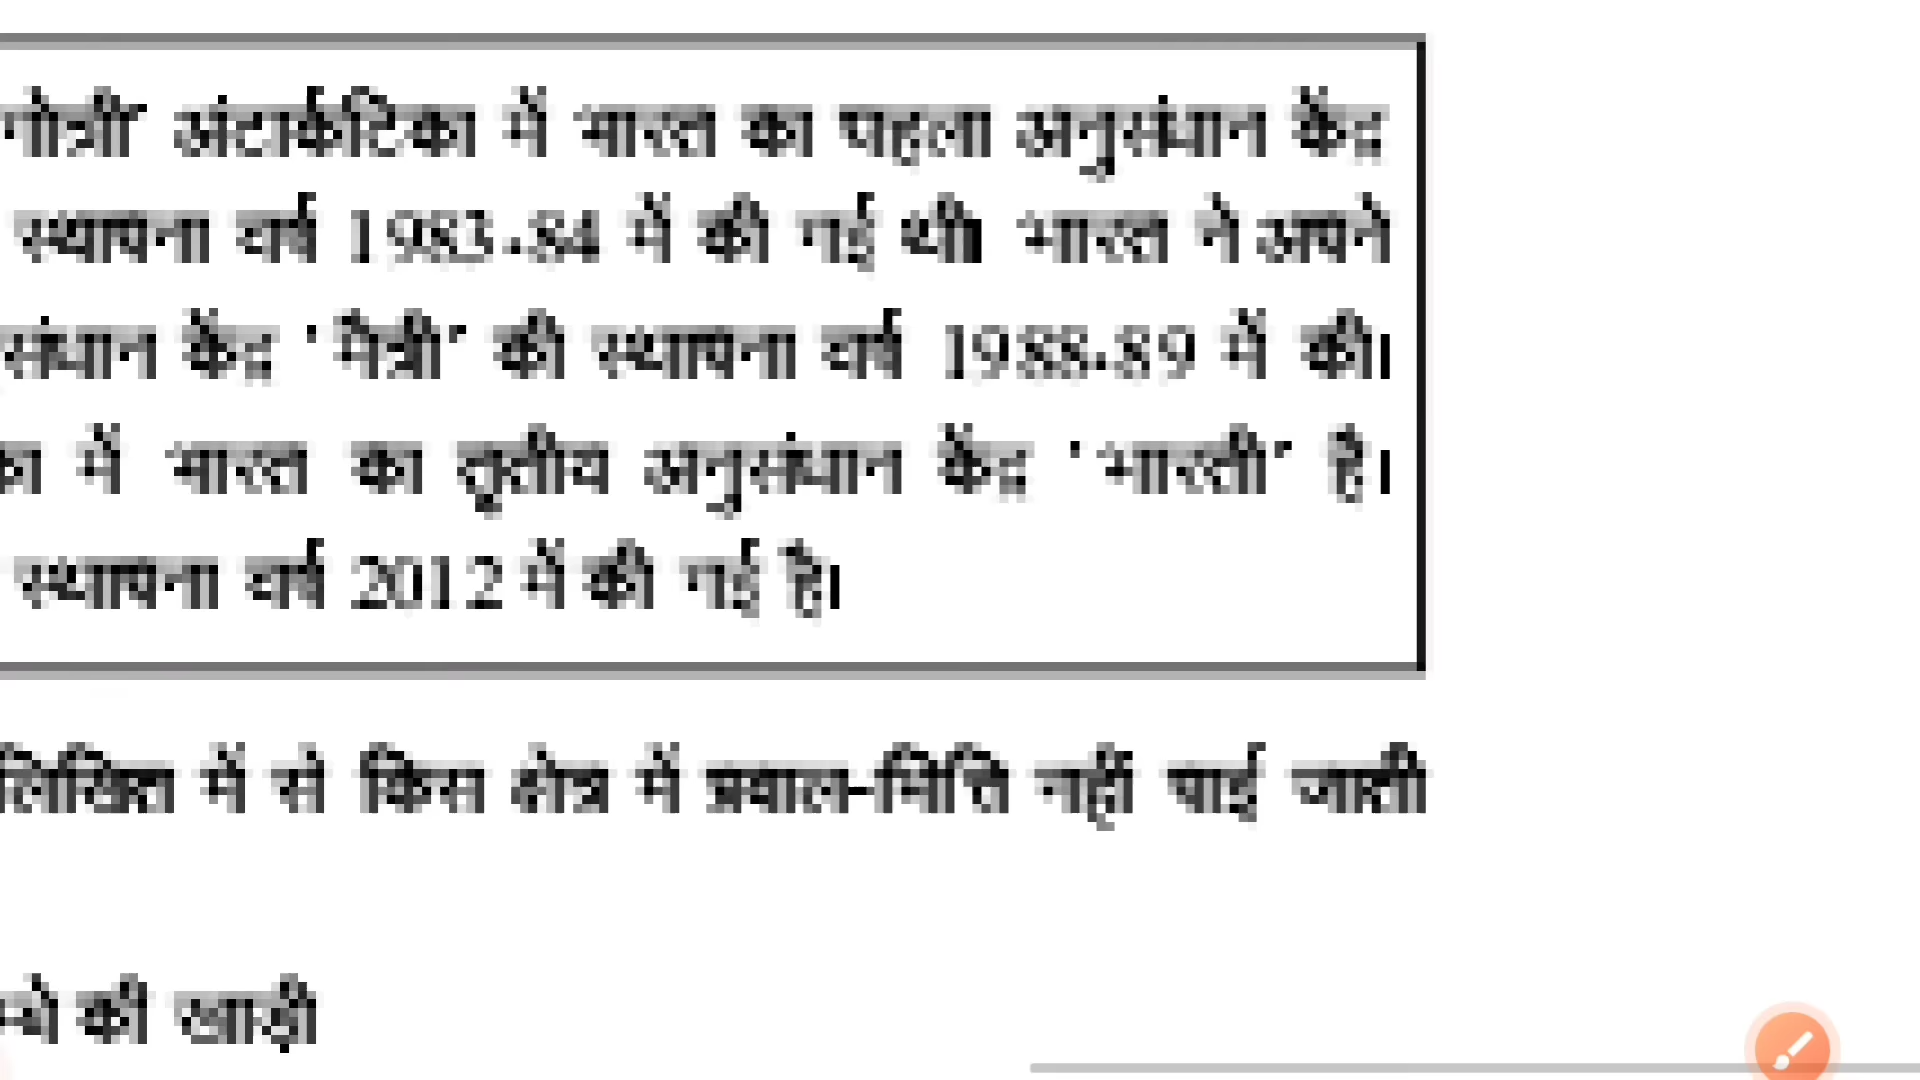 गोत्री' अंटार्कटिका में भारत का पहला अनुसंधान केंद्र
स्थापना वर्ष 1983-84 में की गई थी। भारत ने अपने
संधान केंद्र 'मैत्री' की स्थापना वर्ष 1988-89 में की।
का में भारत का तृतीय अनुसंधान केंद्र 'भारती' है।
स्थापना वर्ष 2012 में की गई है।
लिखित में से किस क्षेत्र में प्रवाल-भित्ति नहीं पाई जाती
की खाड़ी